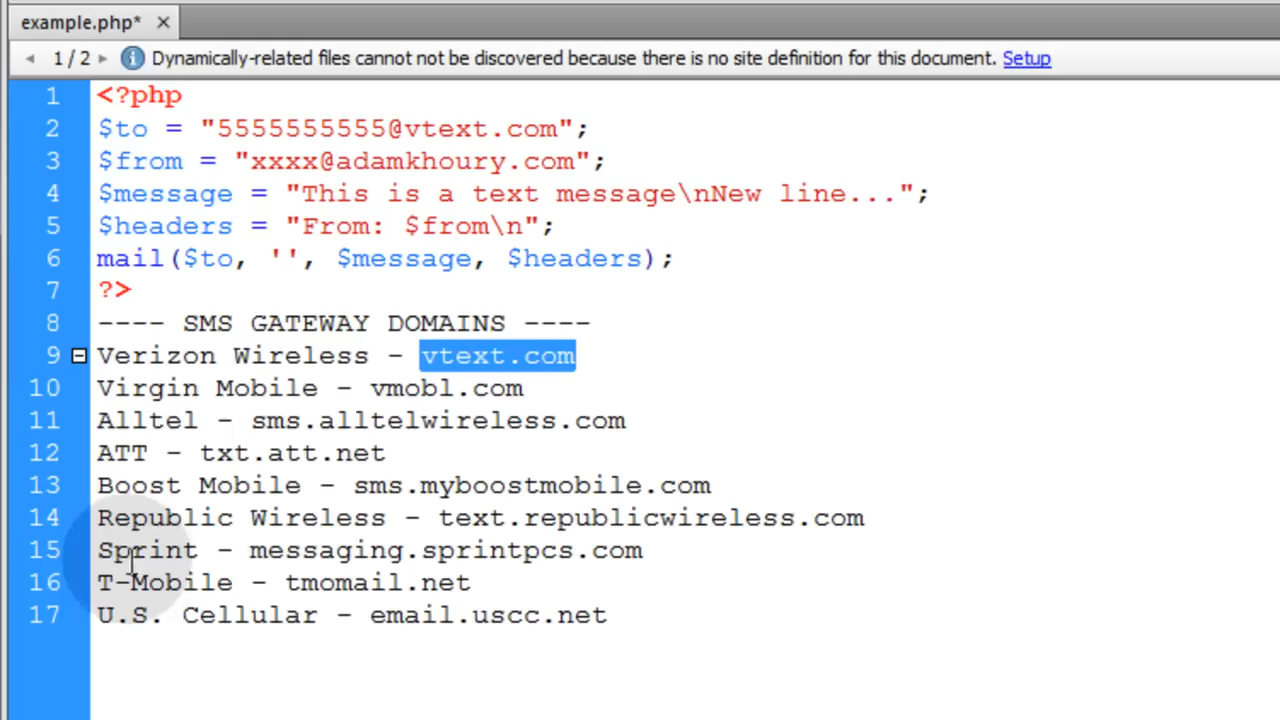 example.php*
1 / 2 Dynamically-related files cannot not be discovered because there is no site definition for this document. Setup
1 <?php
2 $to = "5555555555@vtext.com";
3 $from = "xxxx@adamkhoury.com";
4 $message = "This is a text message\nNew line...";
5 $headers = "From: $from\n";
6 mail($to, '', $message, $headers);
7 ?>
8 ---- SMS GATEWAY DOMAINS ----
9 Verizon Wireless - vtext.com
10 Virgin Mobile - vmobl.com
11 Alltel - sms.alltelwireless.com
12 ATT - txt.att.net
13 Boost Mobile - sms.myboostmobile.com
14 Republic Wireless - text.republicwireless.com
15 Sprint - messaging.sprintpcs.com
16 T-Mobile - tmomail.net
17 U.S. Cellular - email.uscc.net